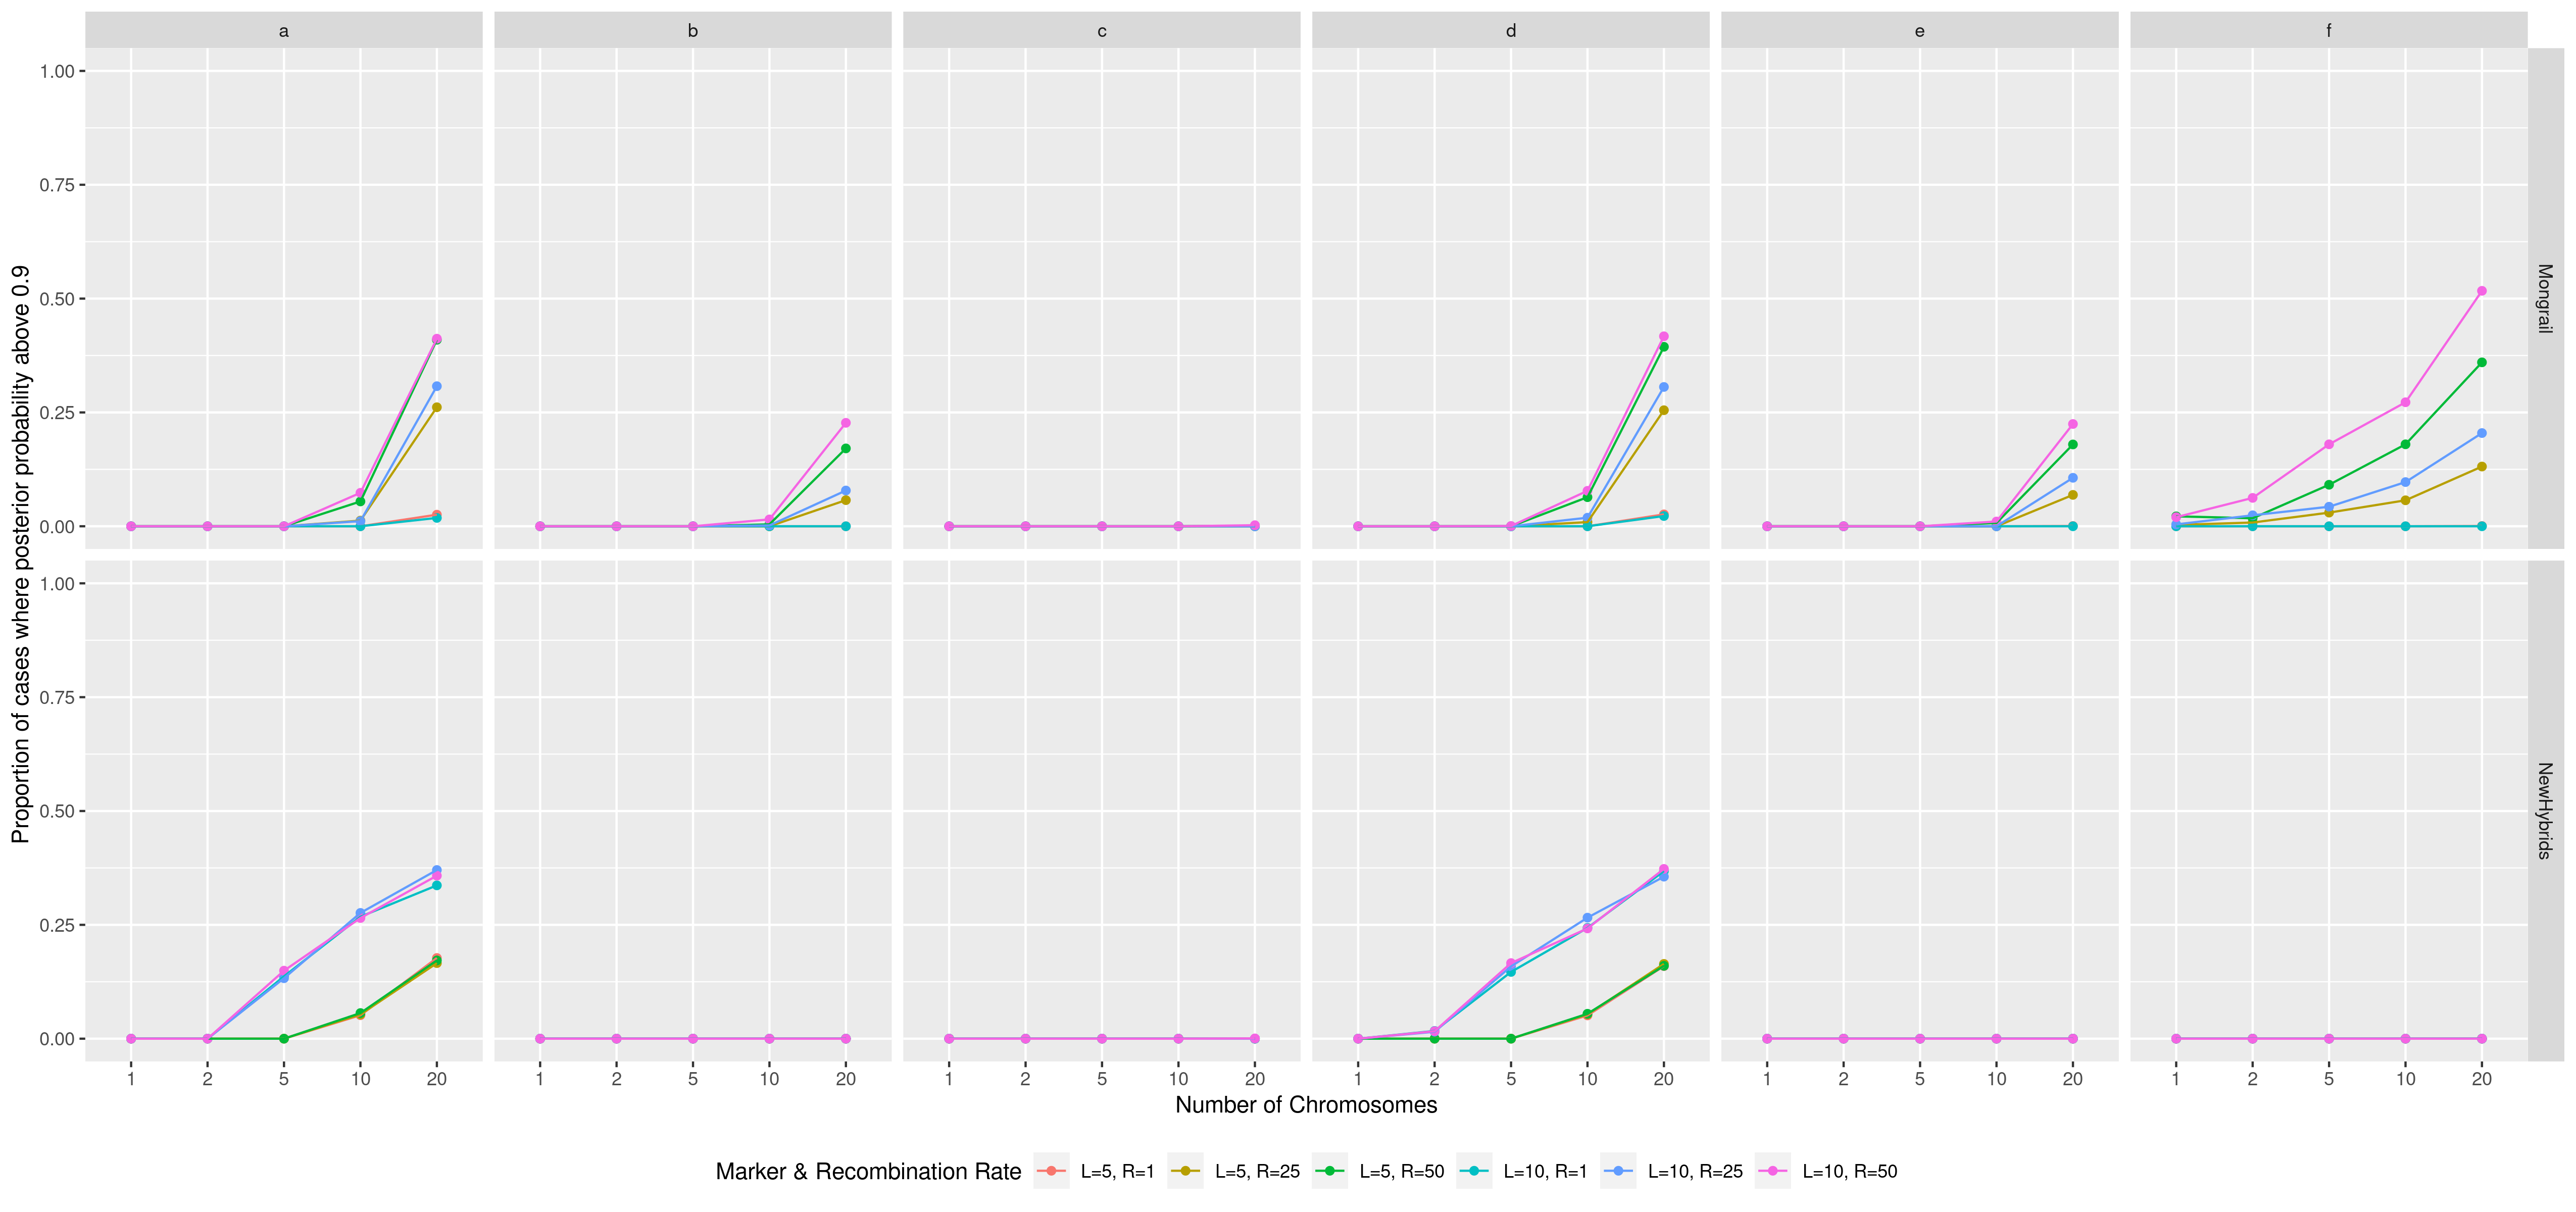 a b c d e f
1.00
0.75
0.50
0.25
0.00
Mongrail
1.00
0.75
0.50
0.25
0.00
NewHybrids
Proportion of cases where posterior probability above 0.9
1 2 5 10 20 1 2 5 10 20 1 2 5 10 20 1 2 5 10 20 1 2 5 10 20 1 2 5 10 20
Number of Chromosomes
Marker & Recombination Rate L=5, R=1 L=5, R=25 L=5, R=50 L=10, R=1 L=10, R=25 L=10, R=50